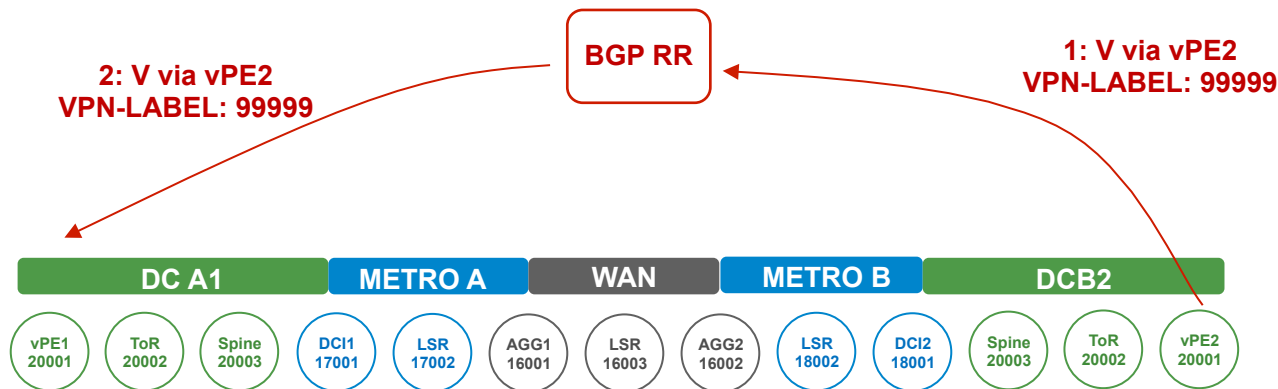 BGP RR
2: V via vPE2
VPN-LABEL: 99999
1: V via vPE2
VPN-LABEL: 99999
DC A1
METRO A
WAN
METRO B
DCB2
vPE1
20001
ToR
20002
Spine
20003
DCI1
17001
LSR
17002
AGG1
16001
LSR
16003
AGG2
16002
LSR
18002
DCI2
18001
Spine
20003
ToR
20002
vPE2
20001